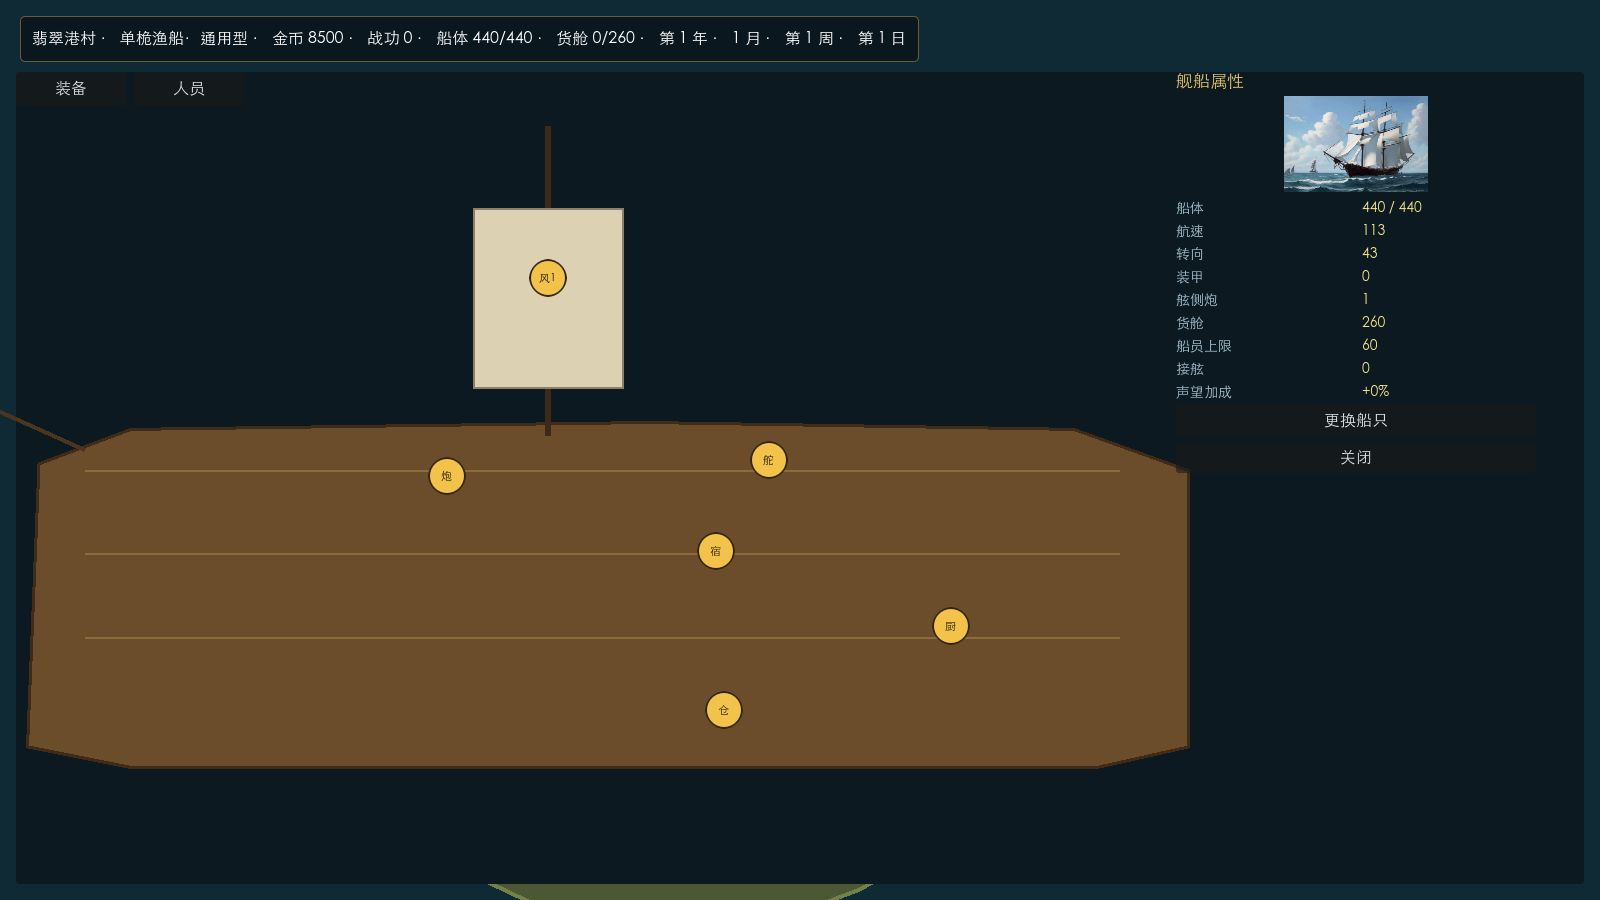 翡翠港村 · 单桅渔船 · 通用型 · 金币 8500 · 战功 0 · 船体 440/440 · 货舱 0/260 · 第 1 年 · 1 月 · 第 1 周 · 第 1 日
装备 人员
舰船属性
船体 440 / 440
航速 113
转向 43
装甲 0
舷侧炮 1
货舱 260
船员上限 60
接舷 0
声望加成 +0%
更换船只
关闭
风1
炮
舵
宿
厨
仓